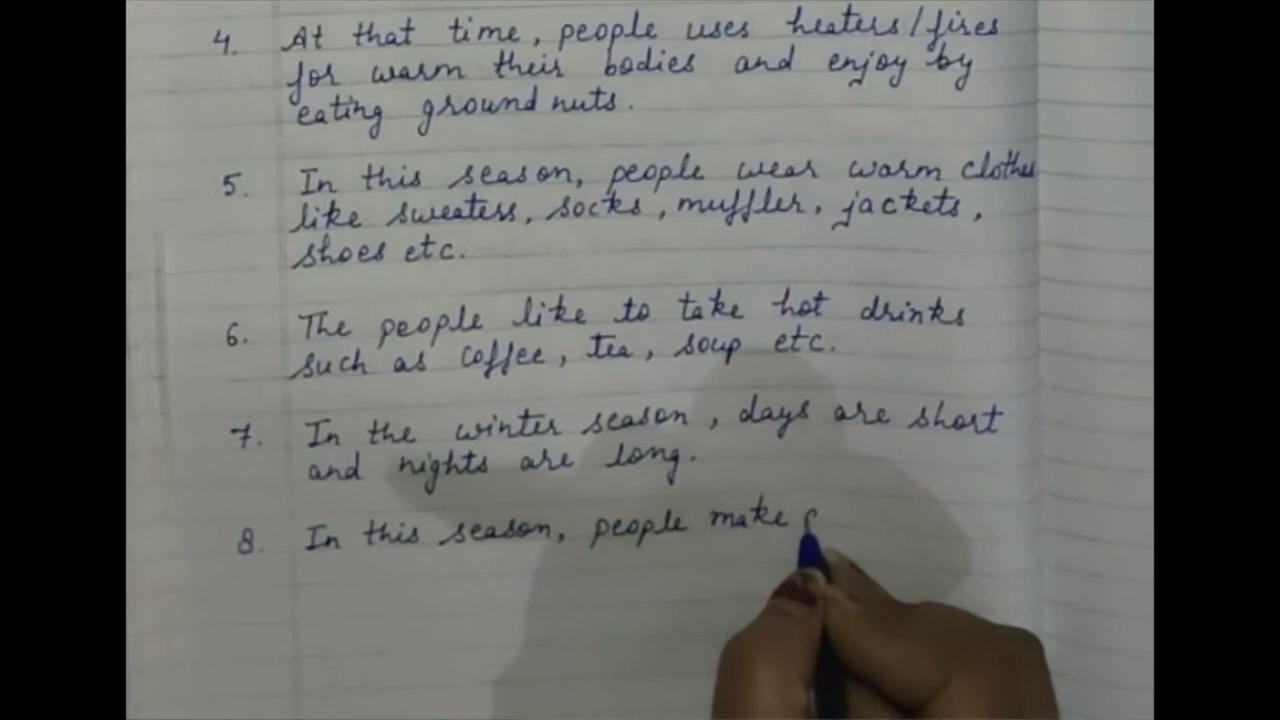 4. At that time, people uses heaters/fires
for warm their bodies and enjoy by
eating ground nuts.
5. In this season, people wear warm clothes
like sweaters, socks, muffler, jackets,
shoes etc.
6. The people like to take hot drinks
such as coffee, tea, soup etc.
7. In the winter season, days are short
and nights are long.
8. In this season, people make